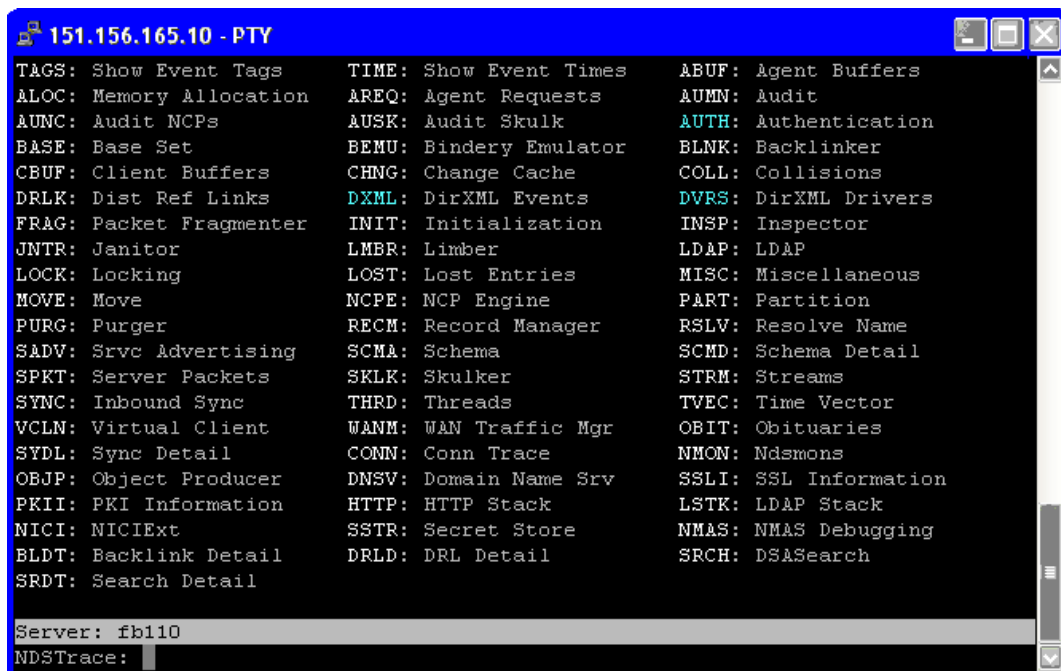 151.156.165.10 - PTY
TAGS: Show Event Tags TIME: Show Event Times ABUF: Agent Buffers
ALOC: Memory Allocation AREQ: Agent Requests AUMN: Audit
AUNC: Audit NCPs AUSK: Audit Skulk AUTH: Authentication
BASE: Base Set BEMU: Bindery Emulator BLNK: Backlinker
CBUF: Client Buffers CHNG: Change Cache COLL: Collisions
DRLK: Dist Ref Links DXML: DirXML Events DVRS: DirXML Drivers
FRAG: Packet Fragmenter INIT: Initialization INSP: Inspector
JNTR: Janitor LMBR: Limber LDAP: LDAP
LOCK: Locking LOST: Lost Entries MISC: Miscellaneous
MOVE: Move NCPE: NCP Engine PART: Partition
PURG: Purger RECM: Record Manager RSLV: Resolve Name
SADV: Srvc Advertising SCMA: Schema SCMD: Schema Detail
SPKT: Server Packets SKLK: Skulker STRM: Streams
SYNC: Inbound Sync THRD: Threads TVEC: Time Vector
VCLN: Virtual Client WANM: WAN Traffic Mgr OBIT: Obituaries
SYDL: Sync Detail CONN: Conn Trace NMON: Ndsmons
OBJP: Object Producer DNSV: Domain Name Srv SSLI: SSL Information
PKII: PKI Information HTTP: HTTP Stack LSTK: LDAP Stack
NICI: NICIExt SSTR: Secret Store NMAS: NMAS Debugging
BLDT: Backlink Detail DRLD: DRL Detail SRCH: DSASearch
SRDT: Search Detail
Server: fb110
NDSTrace: